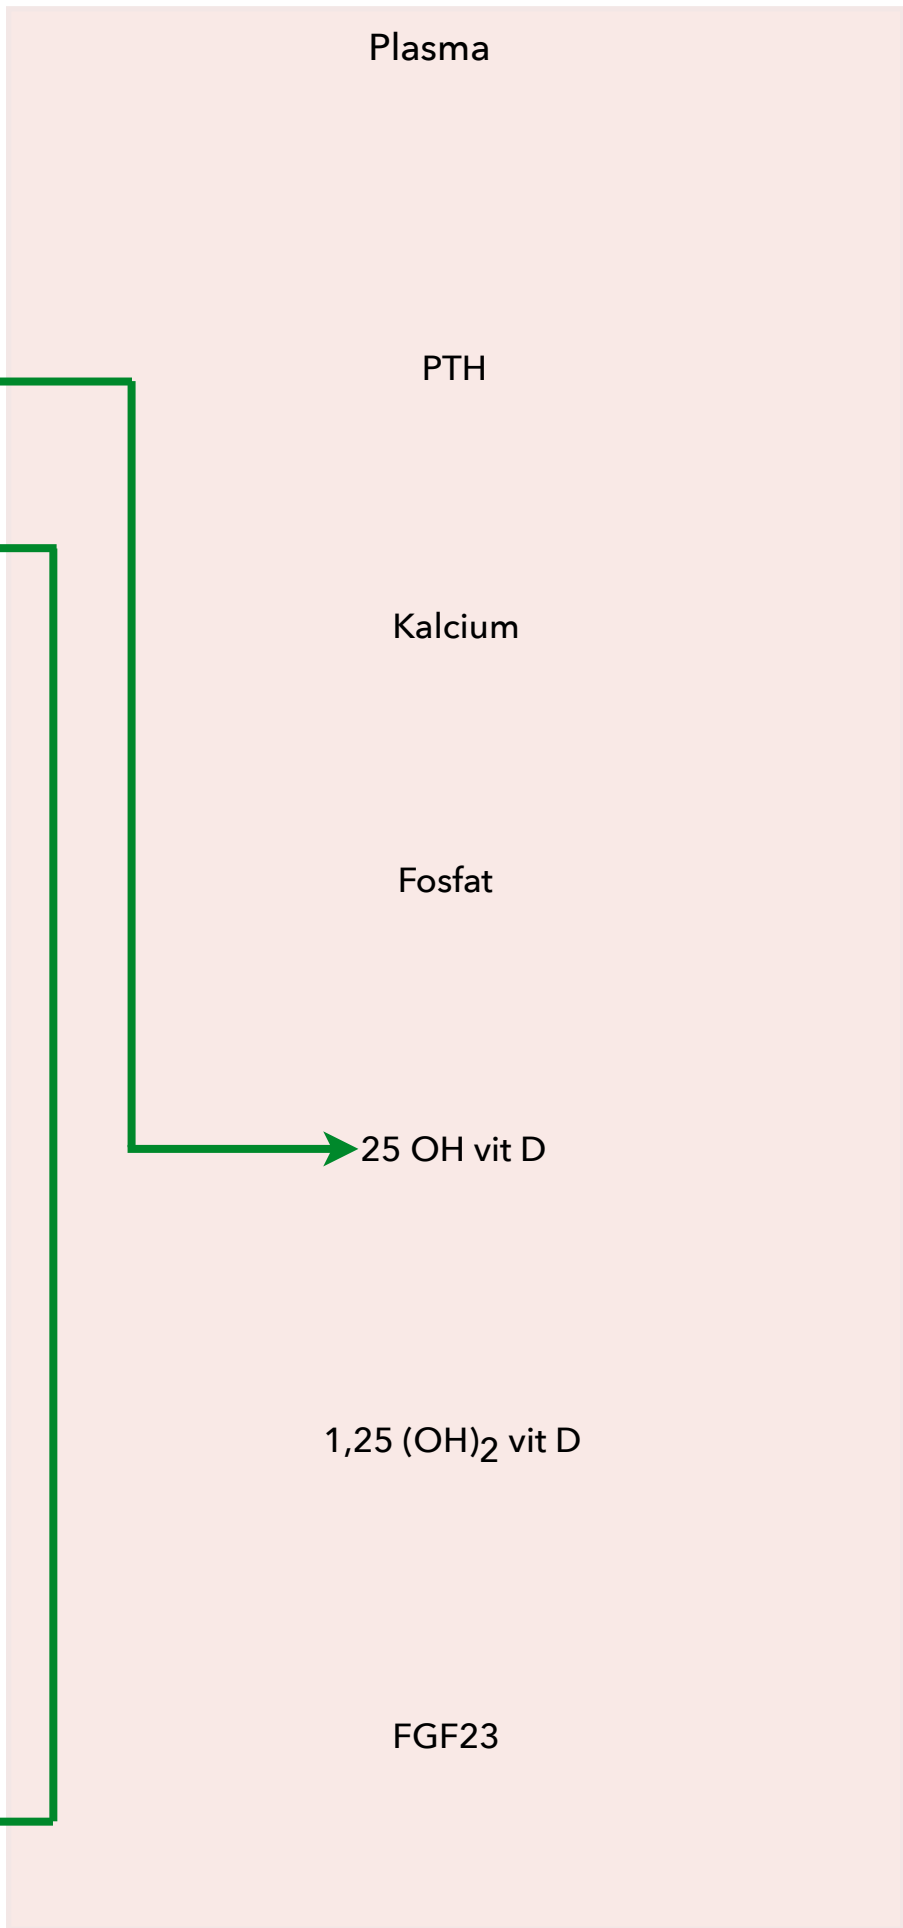 Plasma
PTH
Kalcium
Fosfat
25 OH vit D
1,25 (OH)2 vit D
FGF23